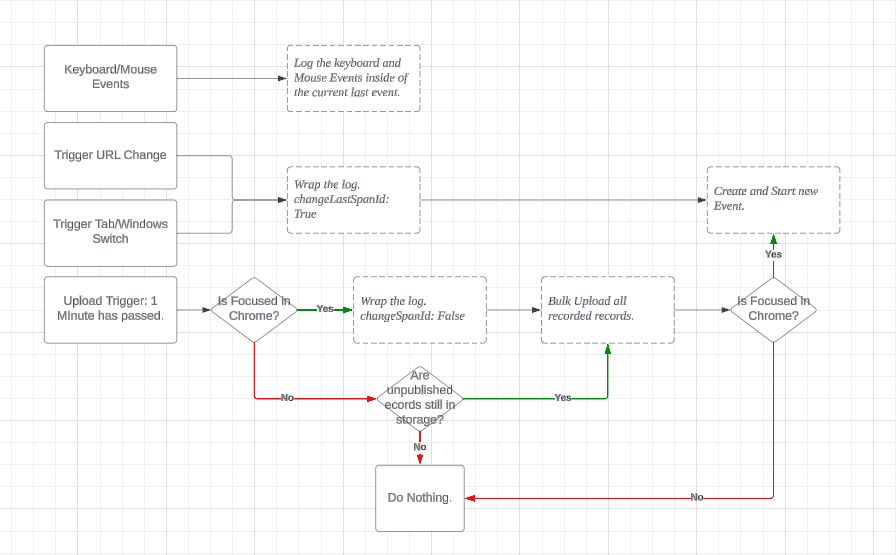 Keyboard/Mouse
Events
Log the keyboard and
Mouse Events inside of
the current last event.
Trigger URL Change
Trigger Tab/Windows
Switch
Wrap the log.
changeLastSpanId:
True
Create and Start new
Event.
Yes
Upload Trigger: 1
MInute has passed.
Is Focused in
Chrome?
Yes
Wrap the log.
changeSpanId: False
Bulk Upload all
recorded records.
Is Focused in
Chrome?
No
Are
unpublished
ecords still in
storage?
Yes
No
Do Nothing.
No